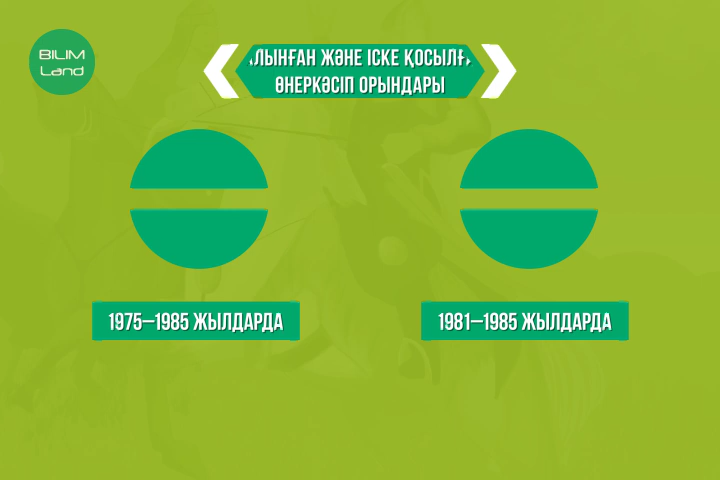 BILIM
Land
ЛЫНҒАН ЖӘНЕ ІСКЕ ҚОСЫЛҒ
ӨНЕРКӘСІП ОРЫНДАРЫ
1975–1985 ЖЫЛДАРДА
1981–1985 ЖЫЛДАРДА